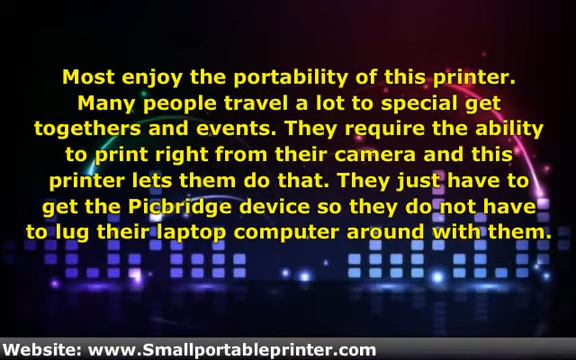 Most enjoy the portability of this printer.
Many people travel a lot to special get
togethers and events. They require the ability
to print right from their camera and this
printer lets them do that. They just have to
get the Picbridge device so they do not have
to lug their laptop computer around with them.
Website: www.Smallportableprinter.com